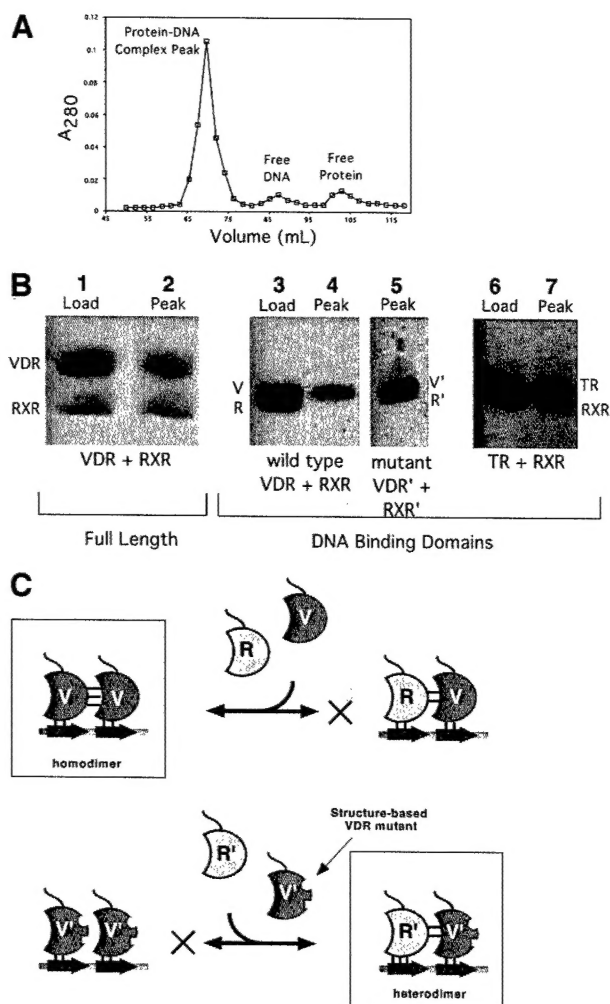 A
Protein-DNA
Complex Peak
Free
DNA
Free
Protein
A280
0.12
0.1
0.08
0.06
0.04
0.02
0
45 55 65 75 85 95 105 115
Volume (mL)
B
1 2 3 4 5 6 7
Load Peak Load Peak Peak Load Peak
VDR
RXR
V
R
V'
R'
TR
RXR
VDR + RXR
wild type
VDR + RXR
mutant
VDR' +
RXR'
TR + RXR
Full Length
DNA Binding Domains
C
V V
homodimer
R V
R V
Structure-based
VDR mutant
V' V'
R' V'
R' V'
heterodimer